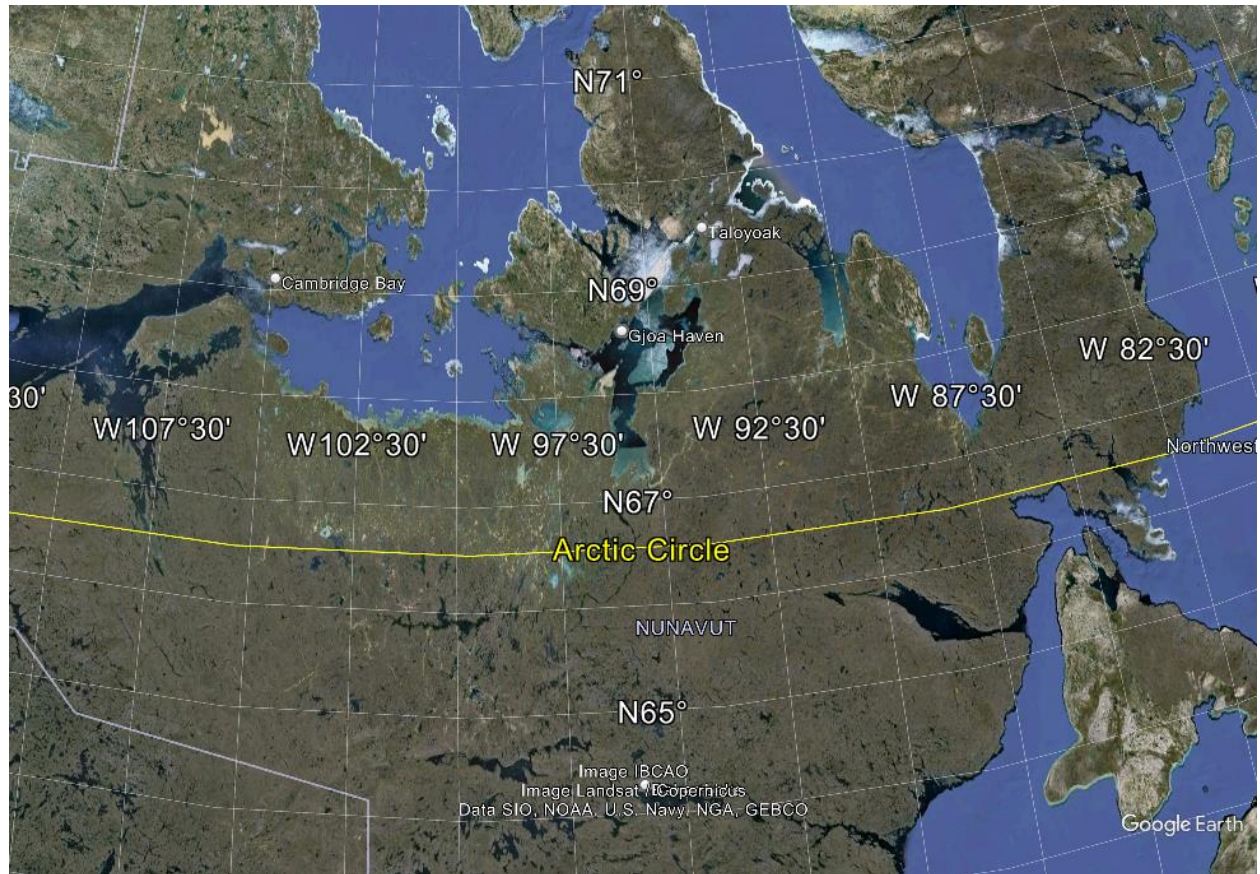 N71°
Taloyoak
Cambridge Bay
N69°
Gjoa Haven
W 82°30'
30'
W 87°30'
W107°30'
W102°30'
W 97°30'
W 92°30'
Northwest
N67°
Arctic Circle
NUNAVUT
N65°
Image IBCAO
Image Landsat / Copernicus
Data SIO, NOAA, U.S. Navy, NGA, GEBCO
Google Earth